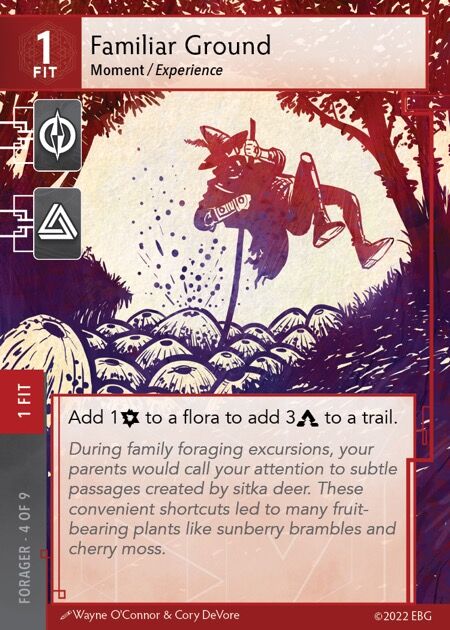 1
FIT
Familiar Ground
Moment / Experience
1 FIT
FORAGER - 4 OF 9
Add 1 to a flora to add 3 to a trail.
During family foraging excursions, your
parents would call your attention to subtle
passages created by sitka deer. These
convenient shortcuts led to many fruit-
bearing plants like sunberry brambles and
cherry moss.
Wayne O'Connor & Cory DeVore
©2022 EBG